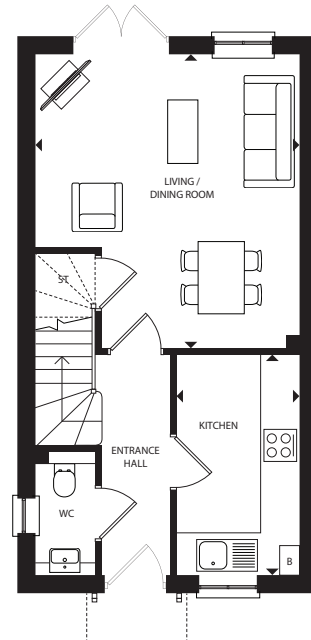 LIVING /
DINING ROOM
ST.
KITCHEN
ENTRANCE
HALL
WC
B